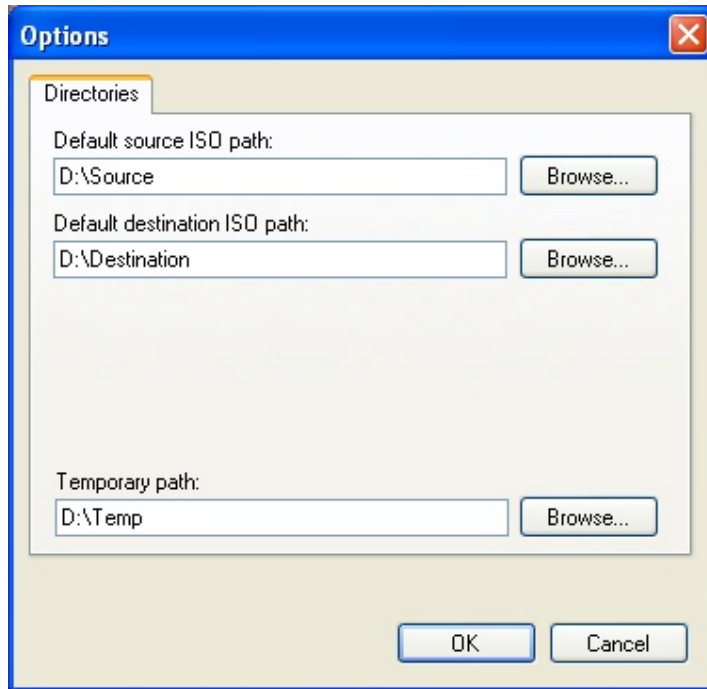 Options
Directories
Default source ISO path:
D:\Source
Browse...
Default destination ISO path:
D:\Destination
Browse...
Temporary path:
D:\Temp
Browse...
OK
Cancel